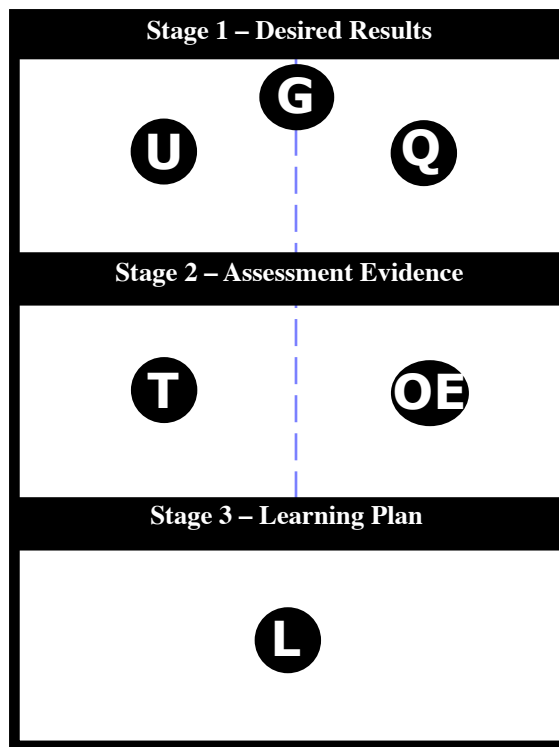 Stage 1 – Desired Results
G
U
Q
Stage 2 – Assessment Evidence
T
OE
Stage 3 – Learning Plan
L